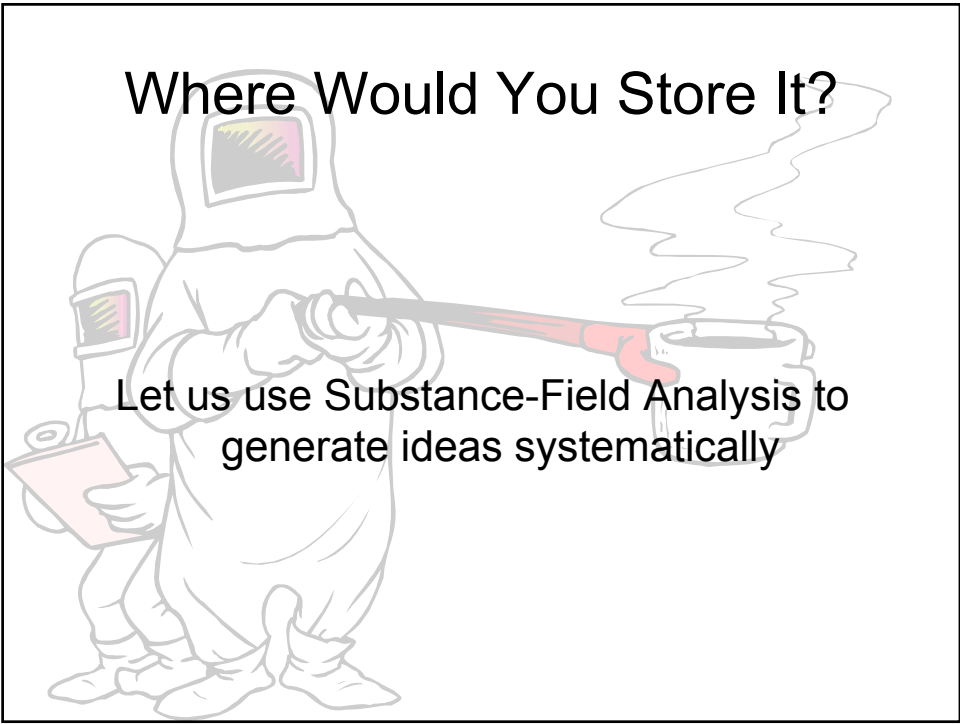 Where Would You Store It?
Let us use Substance-Field Analysis to
generate ideas systematically